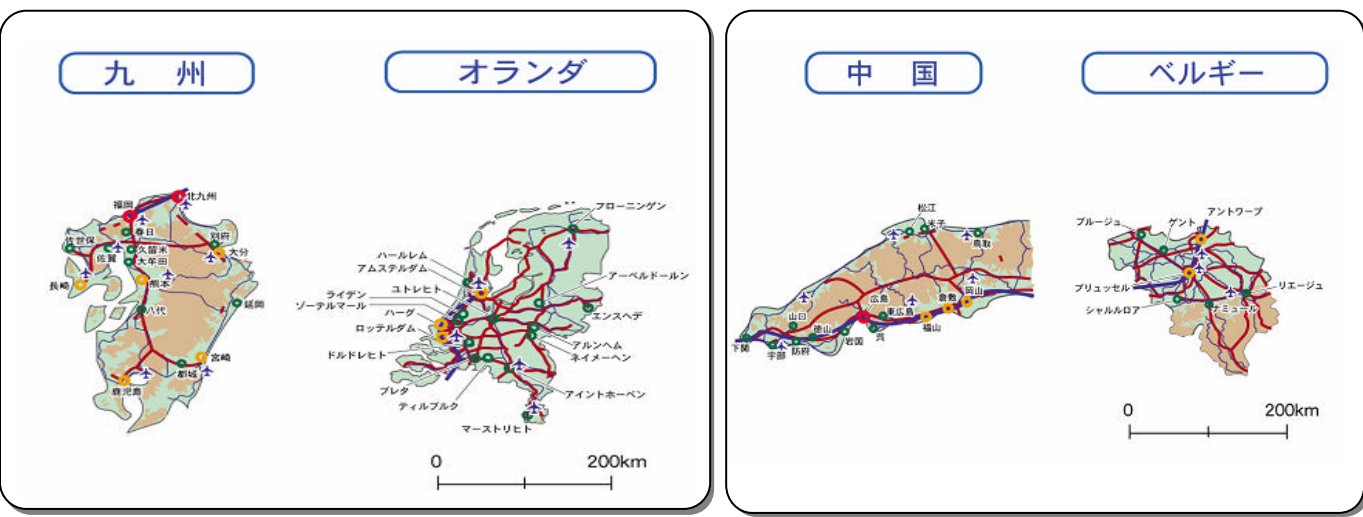 九 州
オランダ
福岡
北九州
春日
佐世保
佐賀
久留米
大牟田
別府
大分
長崎
熊本
延岡
八代
宮崎
都城
鹿児島
フローニンゲン
ハールレム
アムステルダム
ユトレヒト
アーペルドールン
ライデン
ゾーテルマール
ハーグ
ロッテルダム
エンスヘデ
アルンヘム
ネイメーヘン
ドルドレヒト
ブレタ
ティルブルク
アイントホーベン
マーストリヒト
0 200km
中 国
ベルギー
松江
米子
鳥取
岡山
倉敷
広島
東広島
福山
呉
山口
徳山
岩国
下関
宇部
防府
ブルージュ
ゲント
アントワープ
ブリュッセル
リエージュ
シャルルロア
ナミュール
0 200km